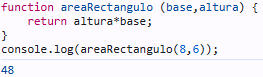 function areaRectangulo (base,altura) {
return altura*base;
}
console.log(areaRectangulo(8,6));
48